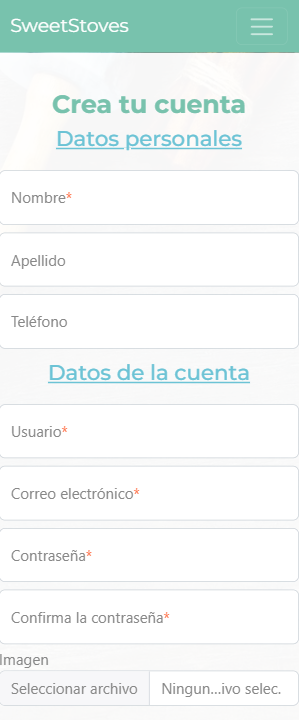 SweetStoves
Crea tu cuenta
Datos personales
Nombre*
Apellido
Teléfono
Datos de la cuenta
Usuario*
Correo electrónico*
Contraseña*
Confirma la contraseña*
Imagen
Seleccionar archivo Ningun...ivo selec.